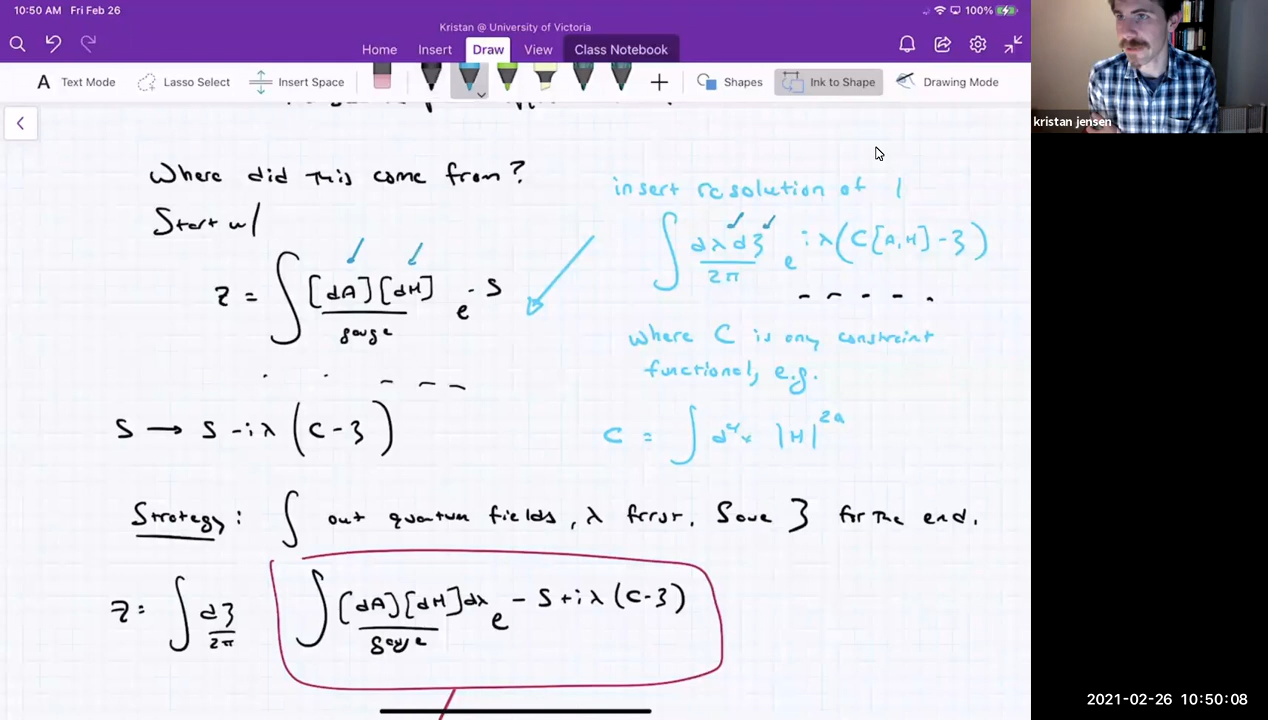 10:50 AM Fri Feb 26
100%
Kristan @ University of Victoria
Home Insert Draw View Class Notebook
A Text Mode Lasso Select Insert Space Shapes Ink to Shape Drawing Mode
kristan jensen
Where did this come from?
Start w/
Z = ∫ [dA][dH] / gauge e^{-S}
insert resolution of 1
∫ dλ dʒ / 2π e^{iλ(C[A,H] - ʒ)}
where C is any constraint
functional, e.g.
C = ∫ d⁴x |H|^{2a}
S → S - iλ (C - ʒ)
Strategy: ∫ out quantum fields, λ first. Save ʒ for the end.
Z = ∫ dʒ / 2π ∫ [dA][dH]dλ / gauge e^{-S + iλ(C - ʒ)}
2021-02-26 10:50:08